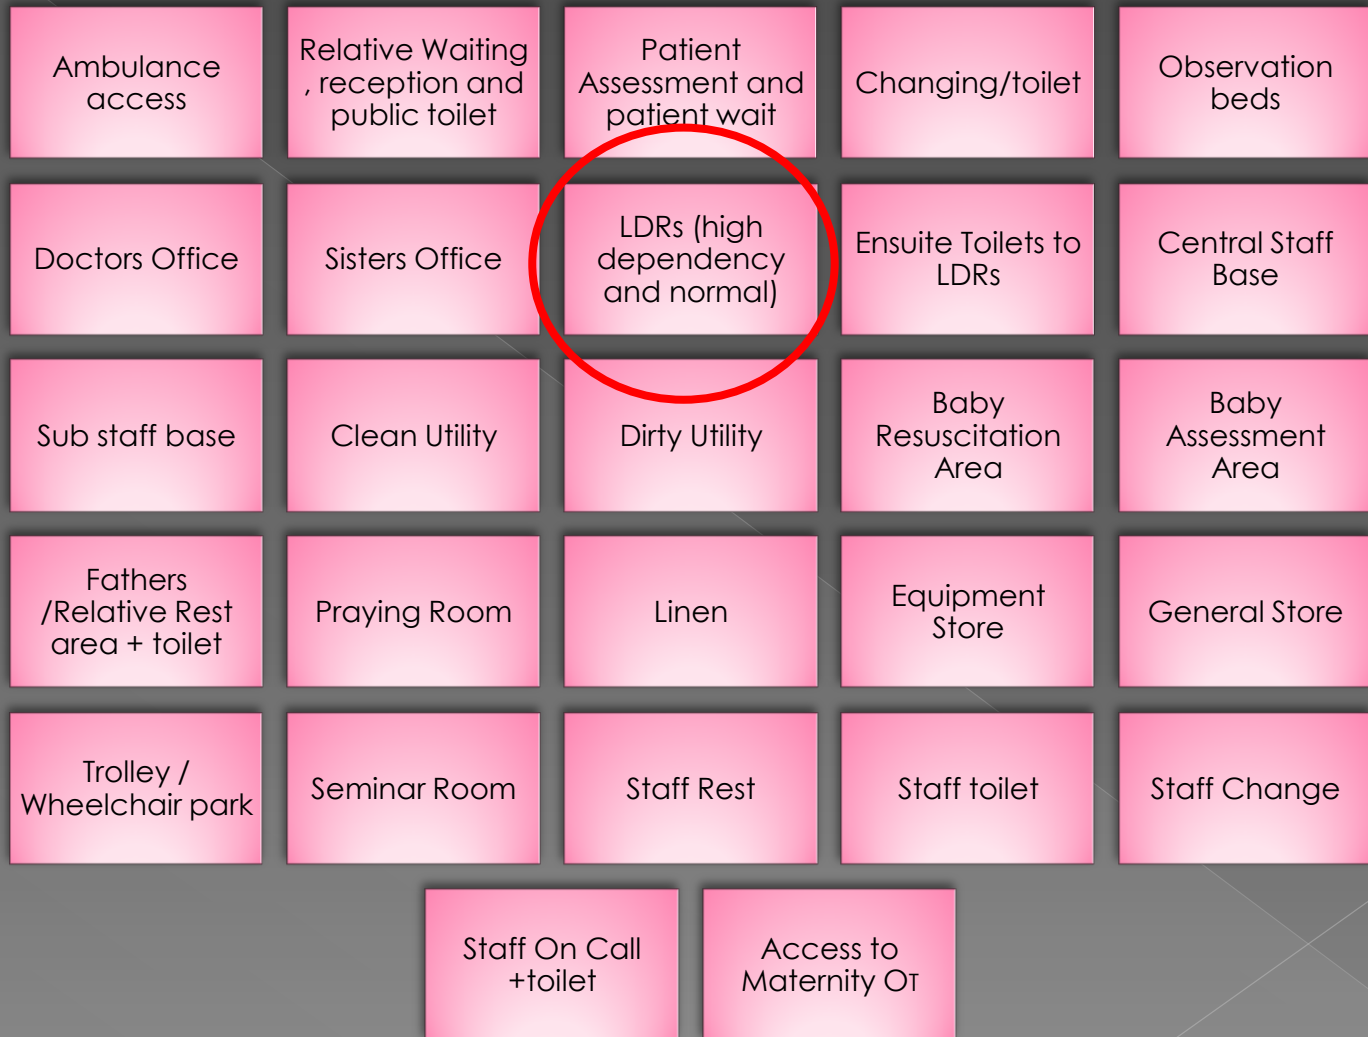 Ambulance
access
Relative Waiting
, reception and
public toilet
Patient
Assessment and
patient wait
Changing/toilet
Observation
beds
Doctors Office
Sisters Office
LDRs (high
dependency
and normal)
Ensuite Toilets to
LDRs
Central Staff
Base
Sub staff base
Clean Utility
Dirty Utility
Baby
Resuscitation
Area
Baby
Assessment
Area
Fathers
/Relative Rest
area + toilet
Praying Room
Linen
Equipment
Store
General Store
Trolley /
Wheelchair park
Seminar Room
Staff Rest
Staff toilet
Staff Change
Staff On Call
+toilet
Access to
Maternity OT